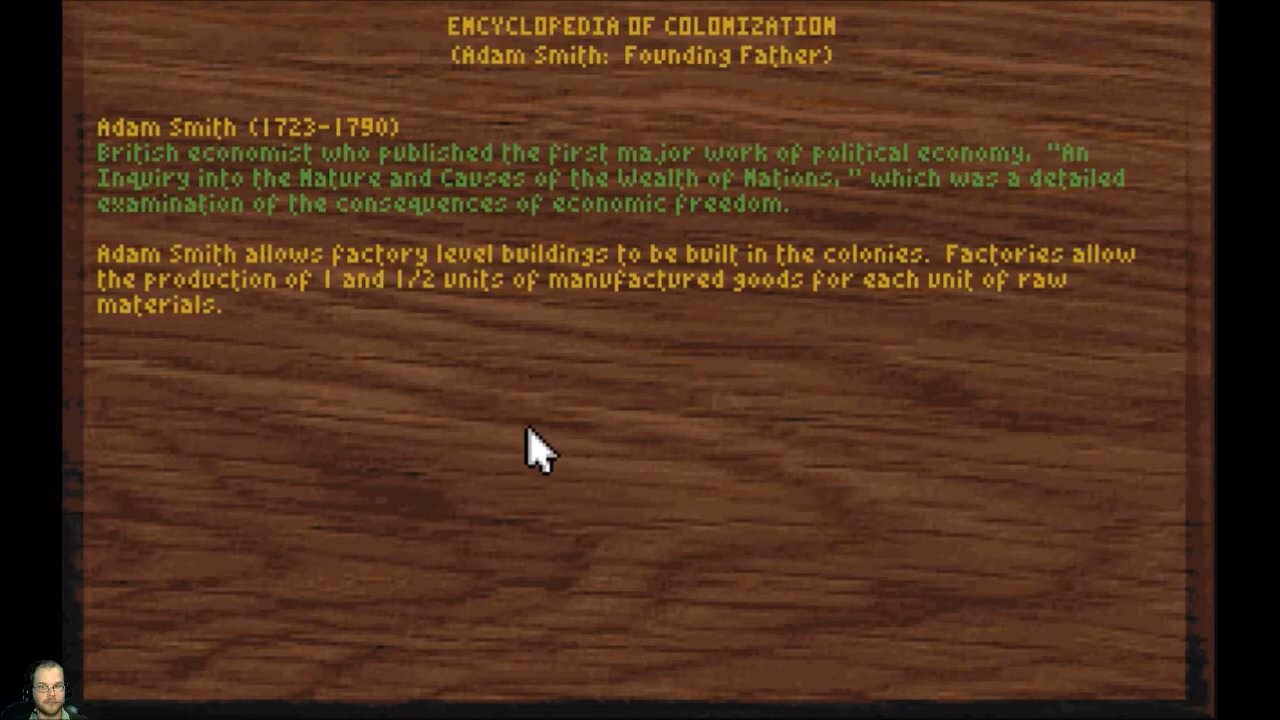 ENCYCLOPEDIA OF COLONIZATION
(Adam Smith: Founding Father)
Adam Smith (1723-1790)
British economist who published the first major work of political economy, "An
Inquiry into the Nature and Causes of the Wealth of Nations," which was a detailed
examination of the consequences of economic freedom.
Adam Smith allows factory level buildings to be built in the colonies. Factories allow
the production of 1 and 1/2 units of manufactured goods for each unit of raw
materials.